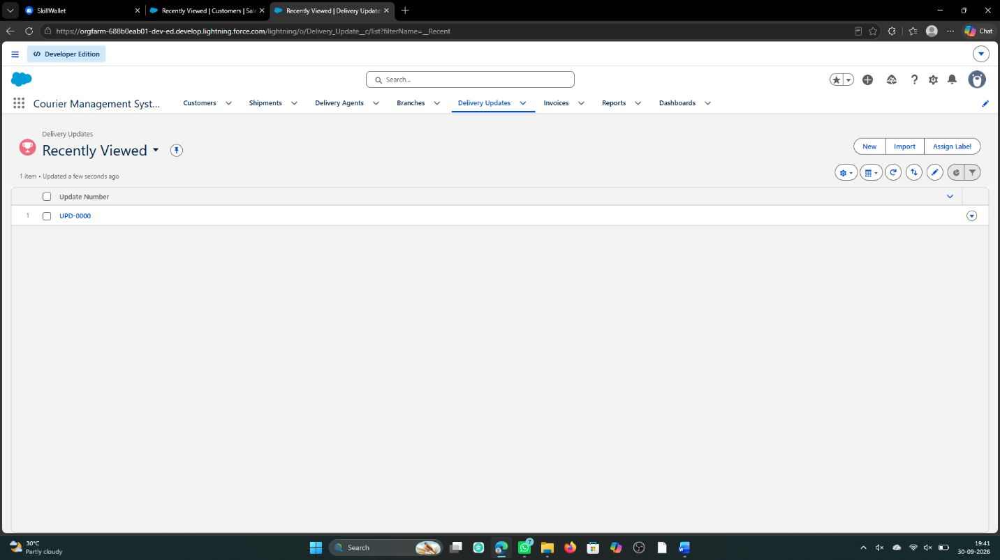 SkillWallet
Recently Viewed | Customers | Sale
Recently Viewed | Delivery Update
https://orgfarm-688b0eab01-dev-ed.develop.lightning.force.com/lightning/o/Delivery_Update__c/list?filterName=__Recent
Chat
Developer Edition
Search...
Courier Management Syst...
Customers
Shipments
Delivery Agents
Branches
Delivery Updates
Invoices
Reports
Dashboards
Delivery Updates
Recently Viewed
New
Import
Assign Label
1 item • Updated a few seconds ago
Update Number
1
UPD-0000
30°C
Partly cloudy
Search
7
19:41
30-09-2026